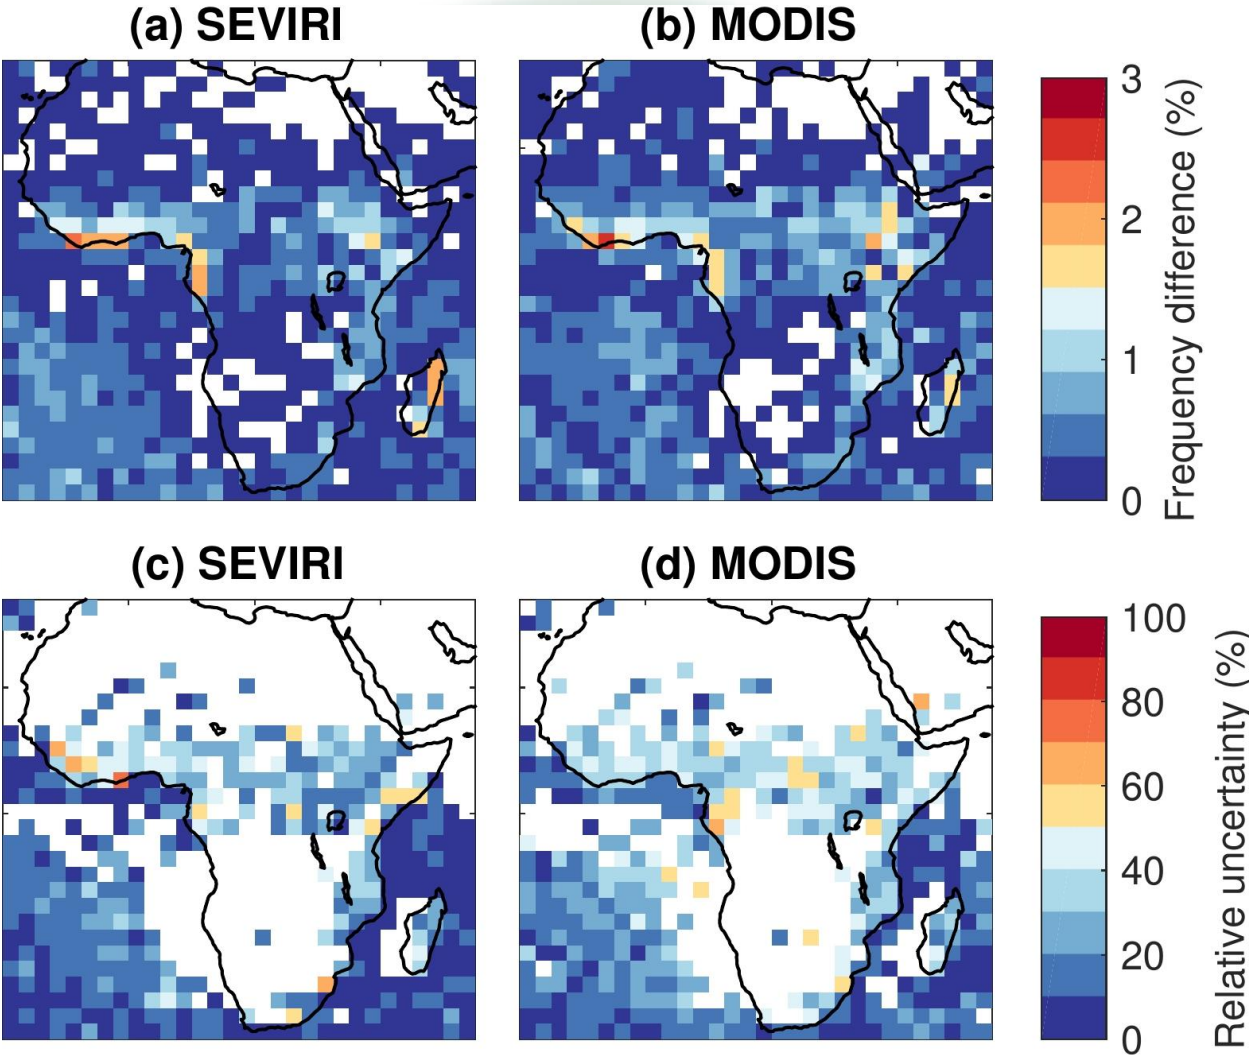 (a) SEVIRI
(b) MODIS
3
2
1
0
Frequency difference (%)
(c) SEVIRI
(d) MODIS
100
80
60
40
20
0
Relative uncertainty (%)